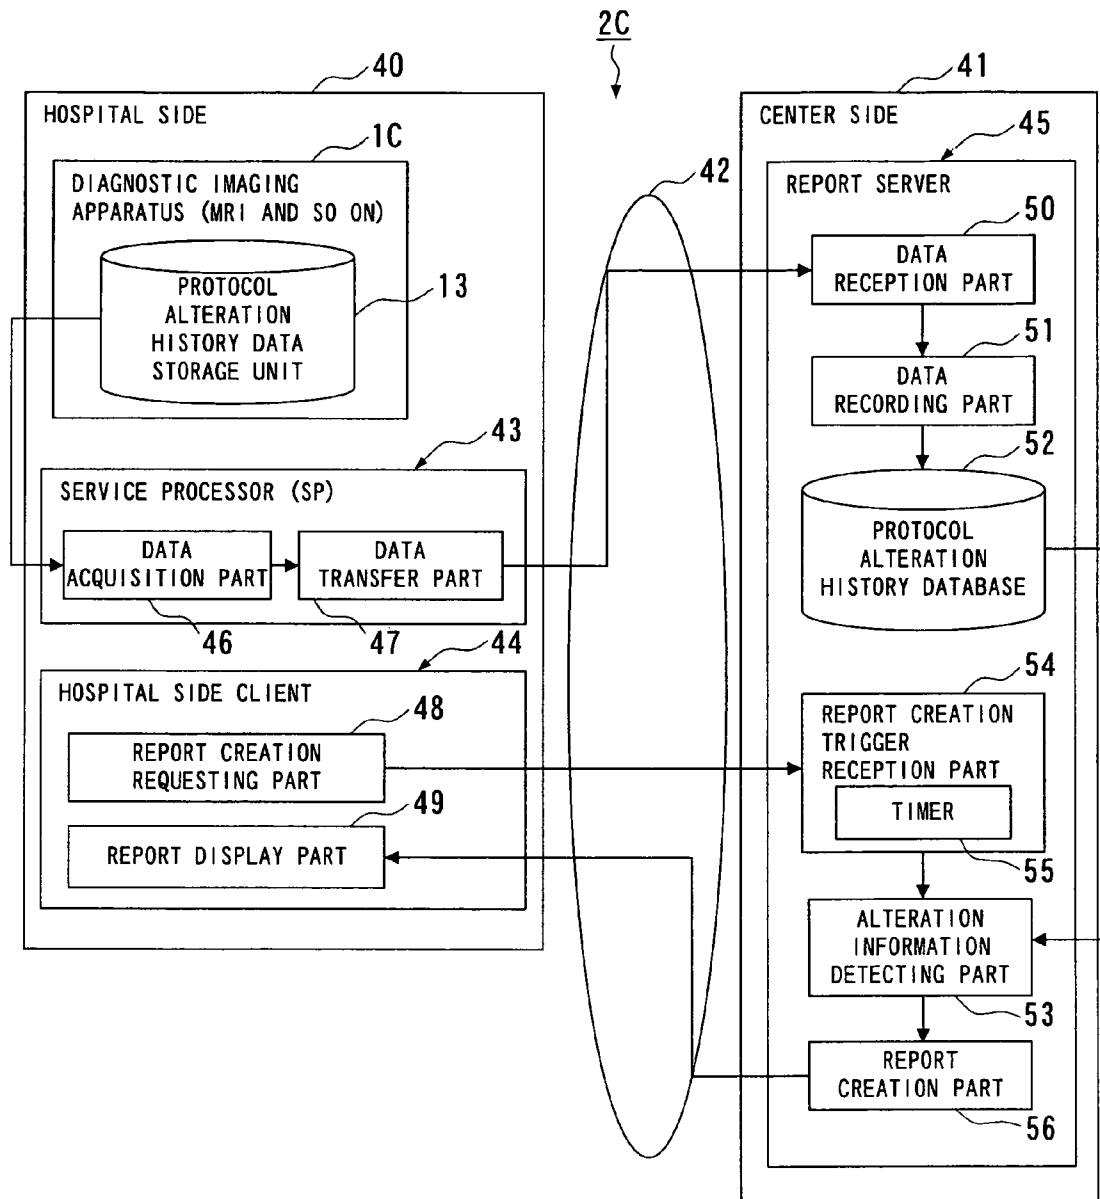 2C
40
HOSPITAL SIDE
1C
DIAGNOSTIC IMAGING
APPARATUS (MRI AND SO ON)
PROTOCOL
ALTERATION
HISTORY DATA
STORAGE UNIT
13
43
SERVICE PROCESSOR (SP)
DATA
ACQUISITION PART
DATA
TRANSFER PART
46
47
44
HOSPITAL SIDE CLIENT
48
REPORT CREATION
REQUESTING PART
49
REPORT DISPLAY PART
42
41
CENTER SIDE
45
REPORT SERVER
50
DATA
RECEPTION PART
51
DATA
RECORDING PART
52
PROTOCOL
ALTERATION
HISTORY DATABASE
54
REPORT CREATION
TRIGGER
RECEPTION PART
TIMER
55
ALTERATION
INFORMATION
DETECTING PART
53
REPORT
CREATION PART
56